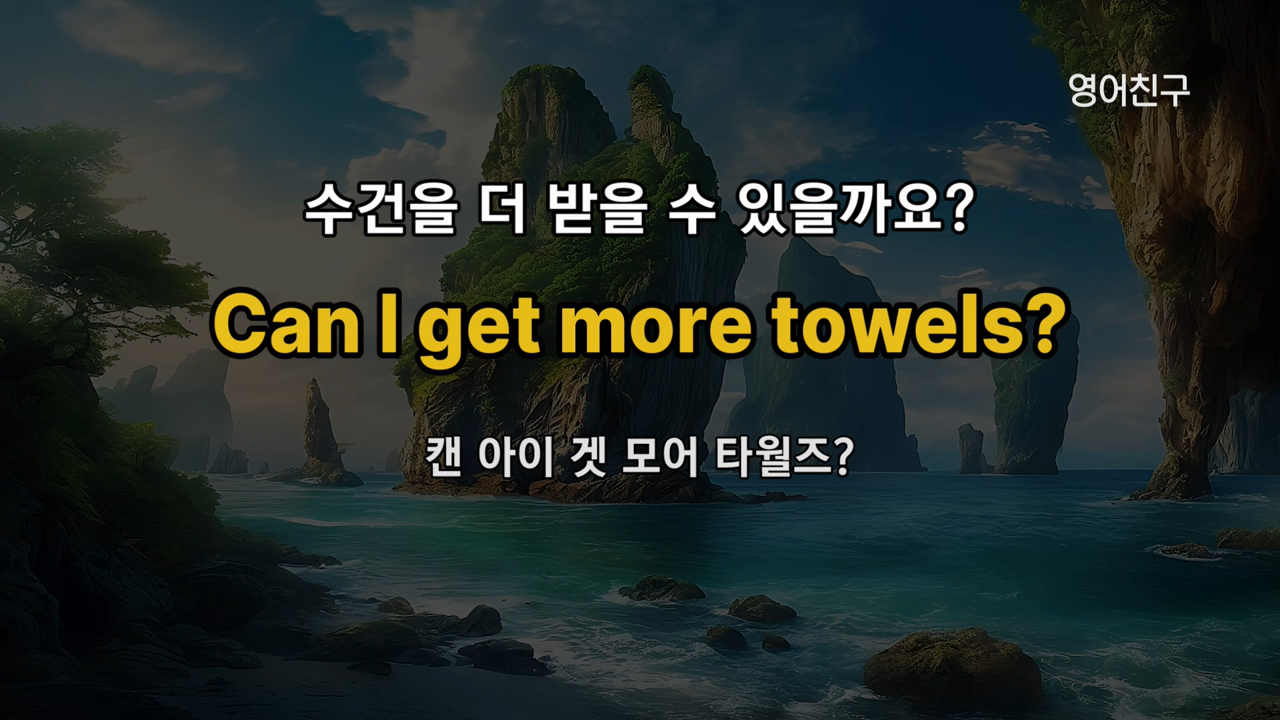 영어친구
수건을 더 받을 수 있을까요?
Can I get more towels?
캔 아이 겟 모어 타월즈?